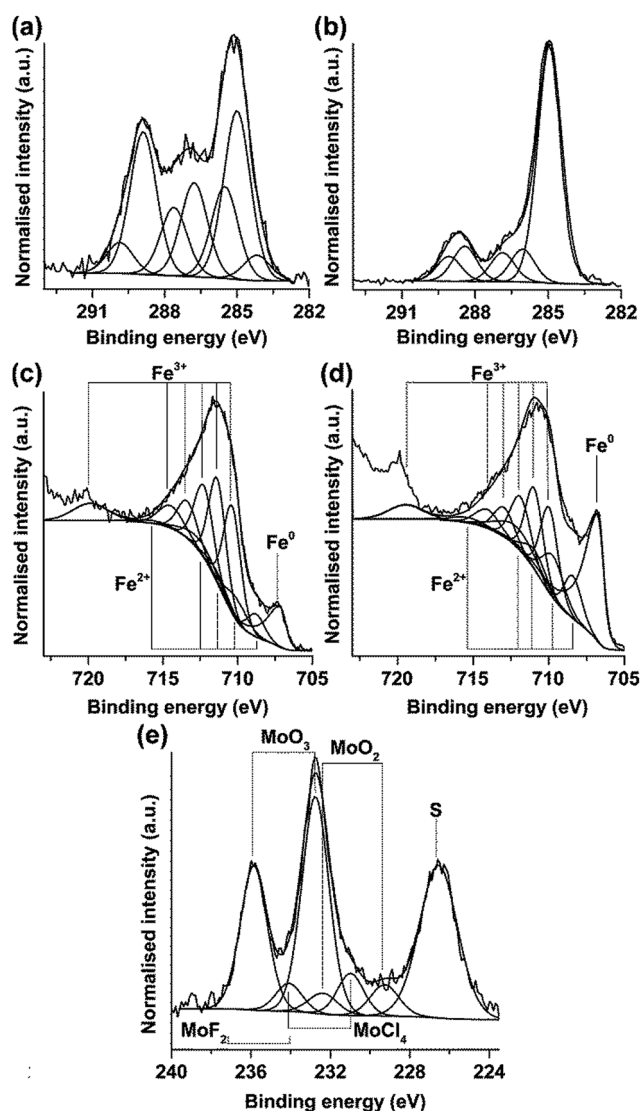 (a)
(b)
Normalised intensity (a.u.)
Normalised intensity (a.u.)
291 288 285 282
291 288 285 282
Binding energy (eV)
Binding energy (eV)
(c)
(d)
Fe³⁺
Fe³⁺
Fe⁰
Fe⁰
Fe²⁺
Fe²⁺
Normalised intensity (a.u.)
Normalised intensity (a.u.)
720 715 710 705
720 715 710 705
Binding energy (eV)
Binding energy (eV)
(e)
MoO₃
MoO₂
S
Normalised intensity (a.u.)
MoF₂
MoCl₄
240 236 232 228 224
Binding energy (eV)